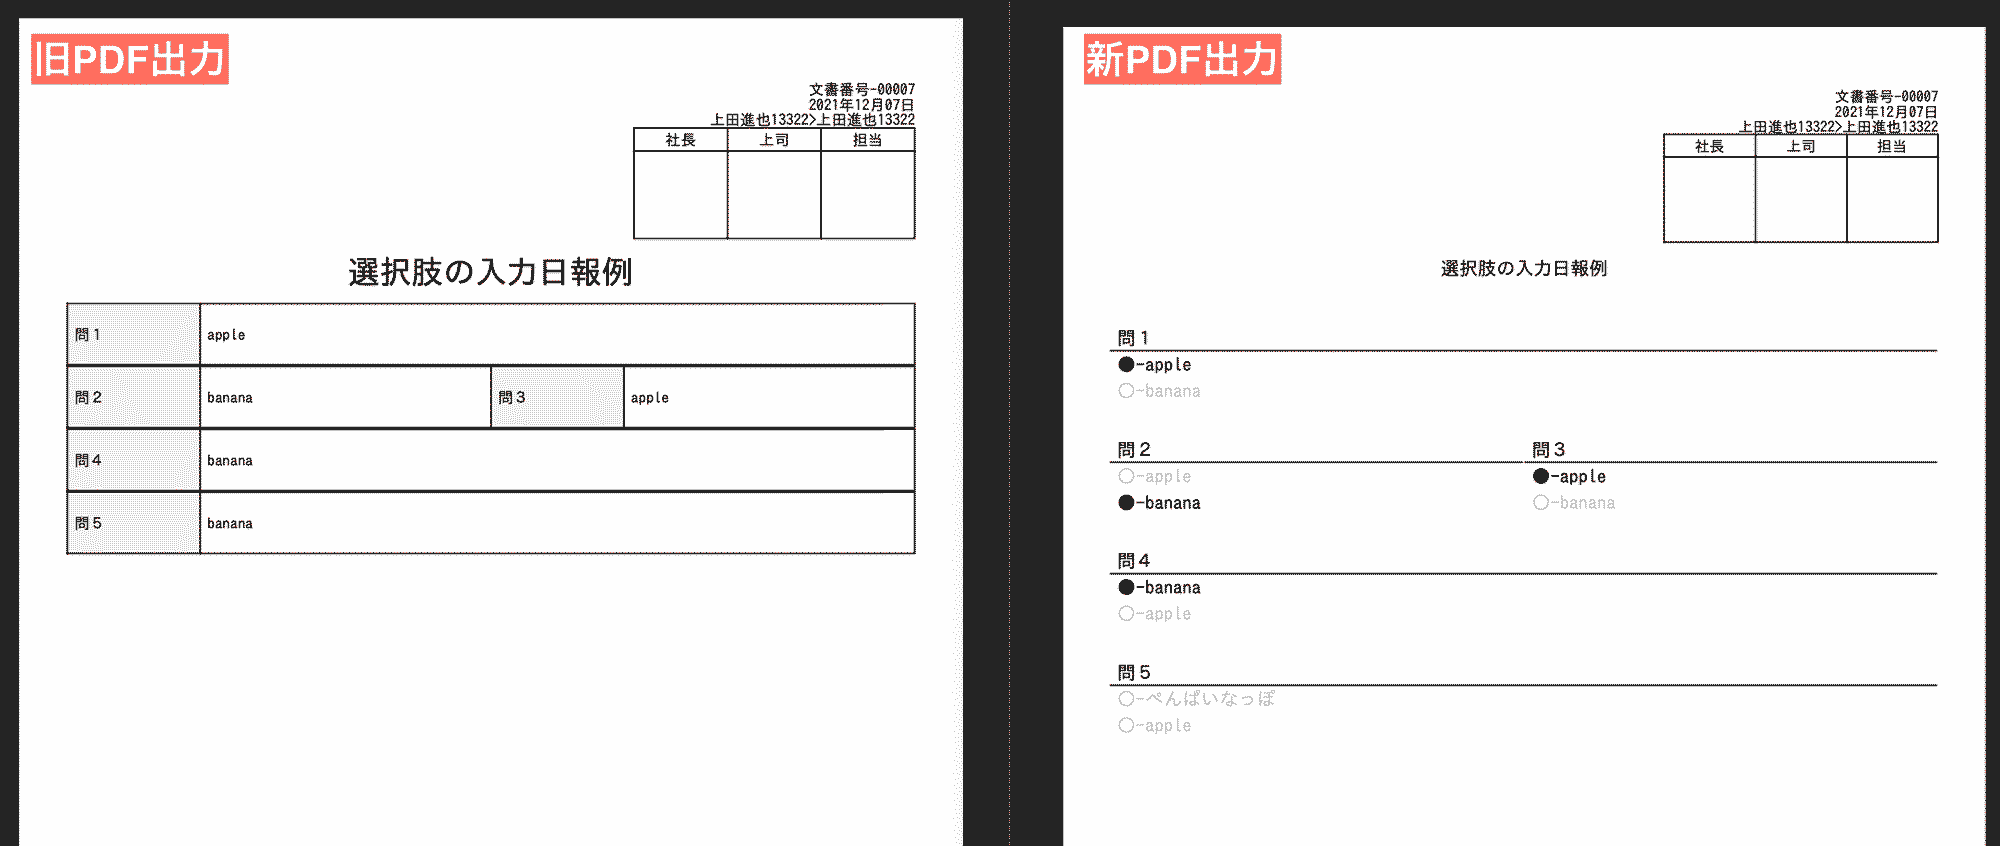 旧PDF出力
文書番号-00007
2021年12月07日
上田進也13322>上田進也13322
社長 上司 担当
選択肢の入力日報例
問1 apple
問2 banana 問3 apple
問4 banana
問5 banana
新PDF出力
文書番号-00007
2021年12月07日
上田進也13322>上田進也13322
社長 上司 担当
選択肢の入力日報例
問1
●-apple
○-banana
問2 問3
○-apple ●-apple
●-banana ○-banana
問4
●-banana
○-apple
問5
○-ぺんぱいなっぽ
○-apple